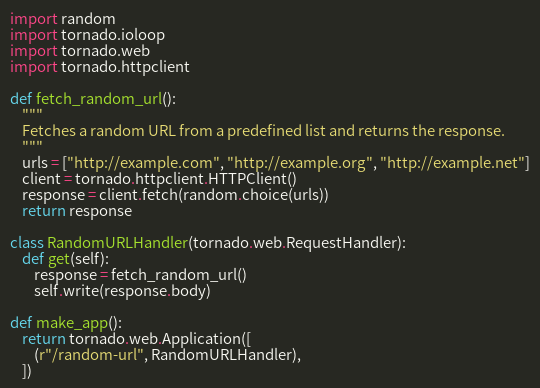 import random
import tornado.ioloop
import tornado.web
import tornado.httpclient

def fetch_random_url():
    """
    Fetches a random URL from a predefined list and returns the response.
    """
    urls = ["http://example.com", "http://example.org", "http://example.net"]
    client = tornado.httpclient.HTTPClient()
    response = client.fetch(random.choice(urls))
    return response

class RandomURLHandler(tornado.web.RequestHandler):
    def get(self):
        response = fetch_random_url()
        self.write(response.body)

def make_app():
    return tornado.web.Application([
        (r"/random-url", RandomURLHandler),
    ])